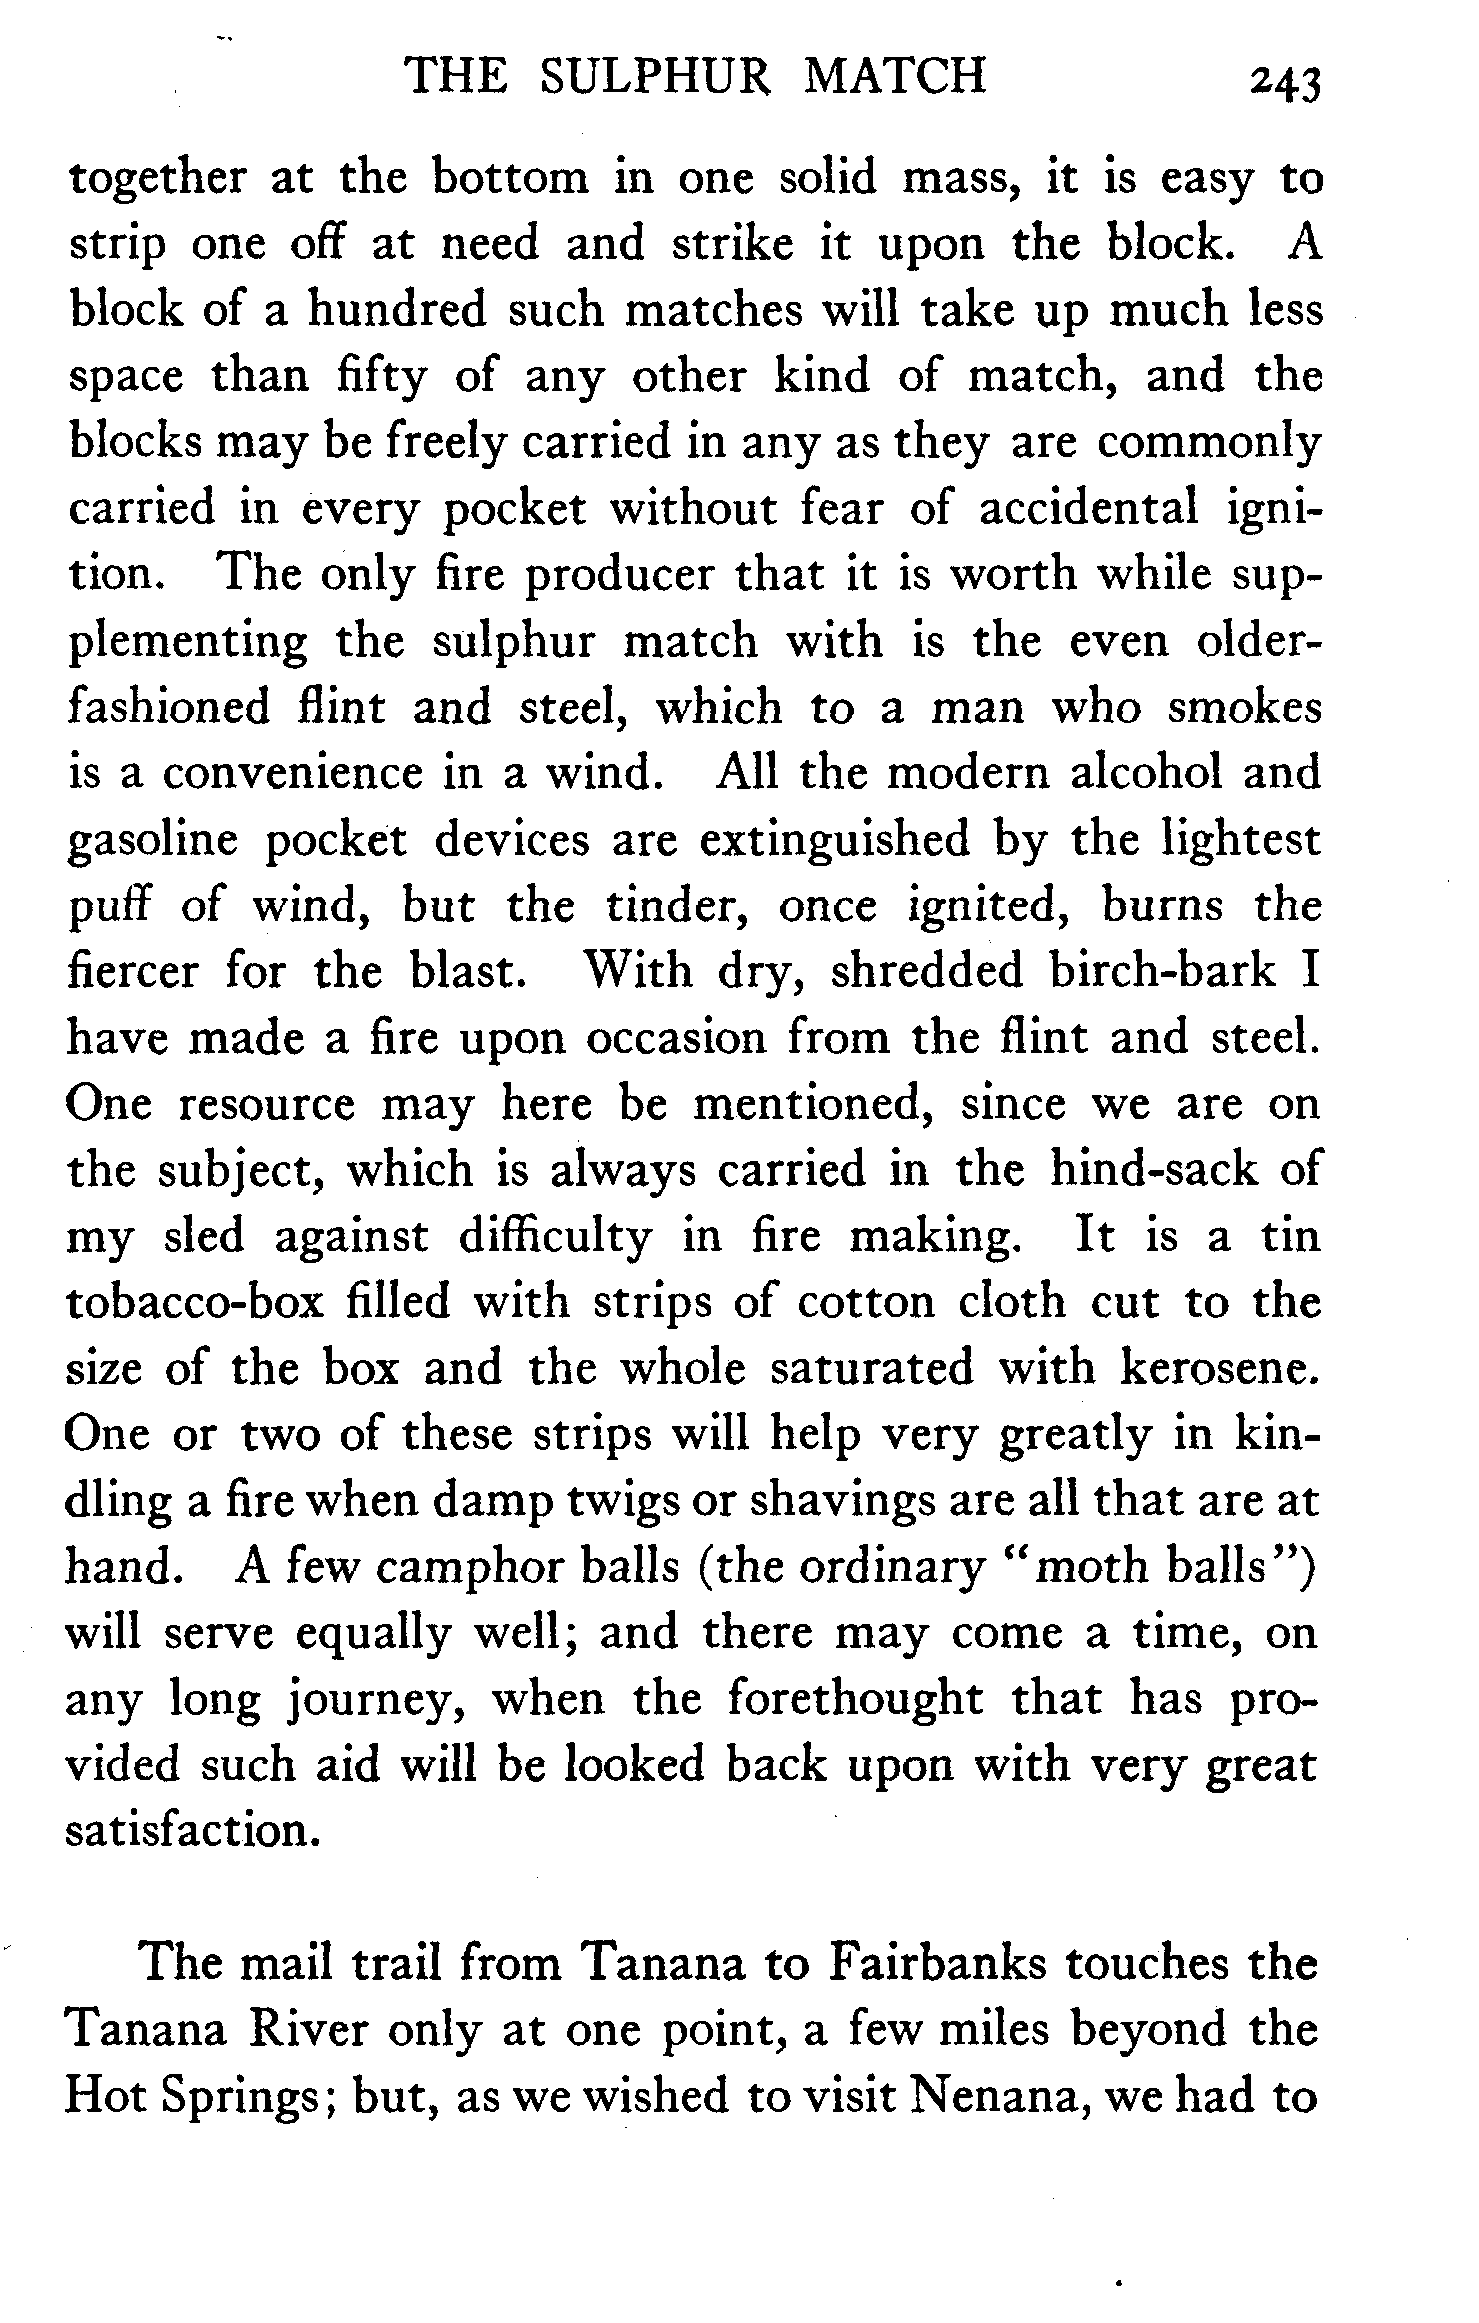 THE SULPHUR MATCH 243
together at the bottom in one solid mass, it is easy to
strip one off at need and strike it upon the block. A
block of a hundred such matches will take up much less
space than fifty of any other kind of match, and the
blocks may be freely carried in any as they are commonly
carried in every pocket without fear of accidental igni-
tion. The only fire producer that it is worth while sup-
plementing the sulphur match with is the even older-
fashioned flint and steel, which to a man who smokes
is a convenience in a wind. All the modern alcohol and
gasoline pocket devices are extinguished by the lightest
puff of wind, but the tinder, once ignited, burns the
fiercer for the blast. With dry, shredded birch-bark I
have made a fire upon occasion from the flint and steel.
One resource may here be mentioned, since we are on
the subject, which is always carried in the hind-sack of
my sled against difficulty in fire making. It is a tin
tobacco-box filled with strips of cotton cloth cut to the
size of the box and the whole saturated with kerosene.
One or two of these strips will help very greatly in kin-
dling a fire when damp twigs or shavings are all that are at
hand. A few camphor balls (the ordinary "moth balls")
will serve equally well; and there may come a time, on
any long journey, when the forethought that has pro-
vided such aid will be looked back upon with very great
satisfaction.
The mail trail from Tanana to Fairbanks touches the
Tanana River only at one point, a few miles beyond the
Hot Springs; but, as we wished to visit Nenana, we had to